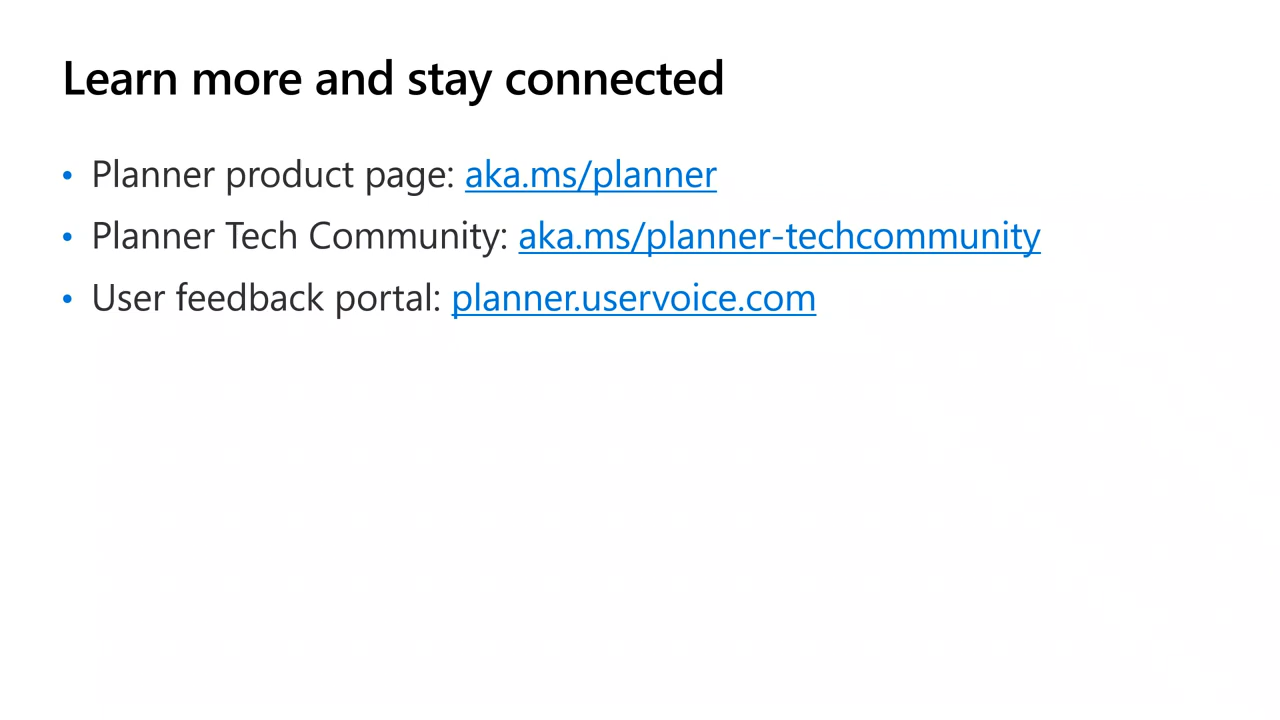 Learn more and stay connected
• Planner product page: aka.ms/planner
• Planner Tech Community: aka.ms/planner-techcommunity
• User feedback portal: planner.uservoice.com